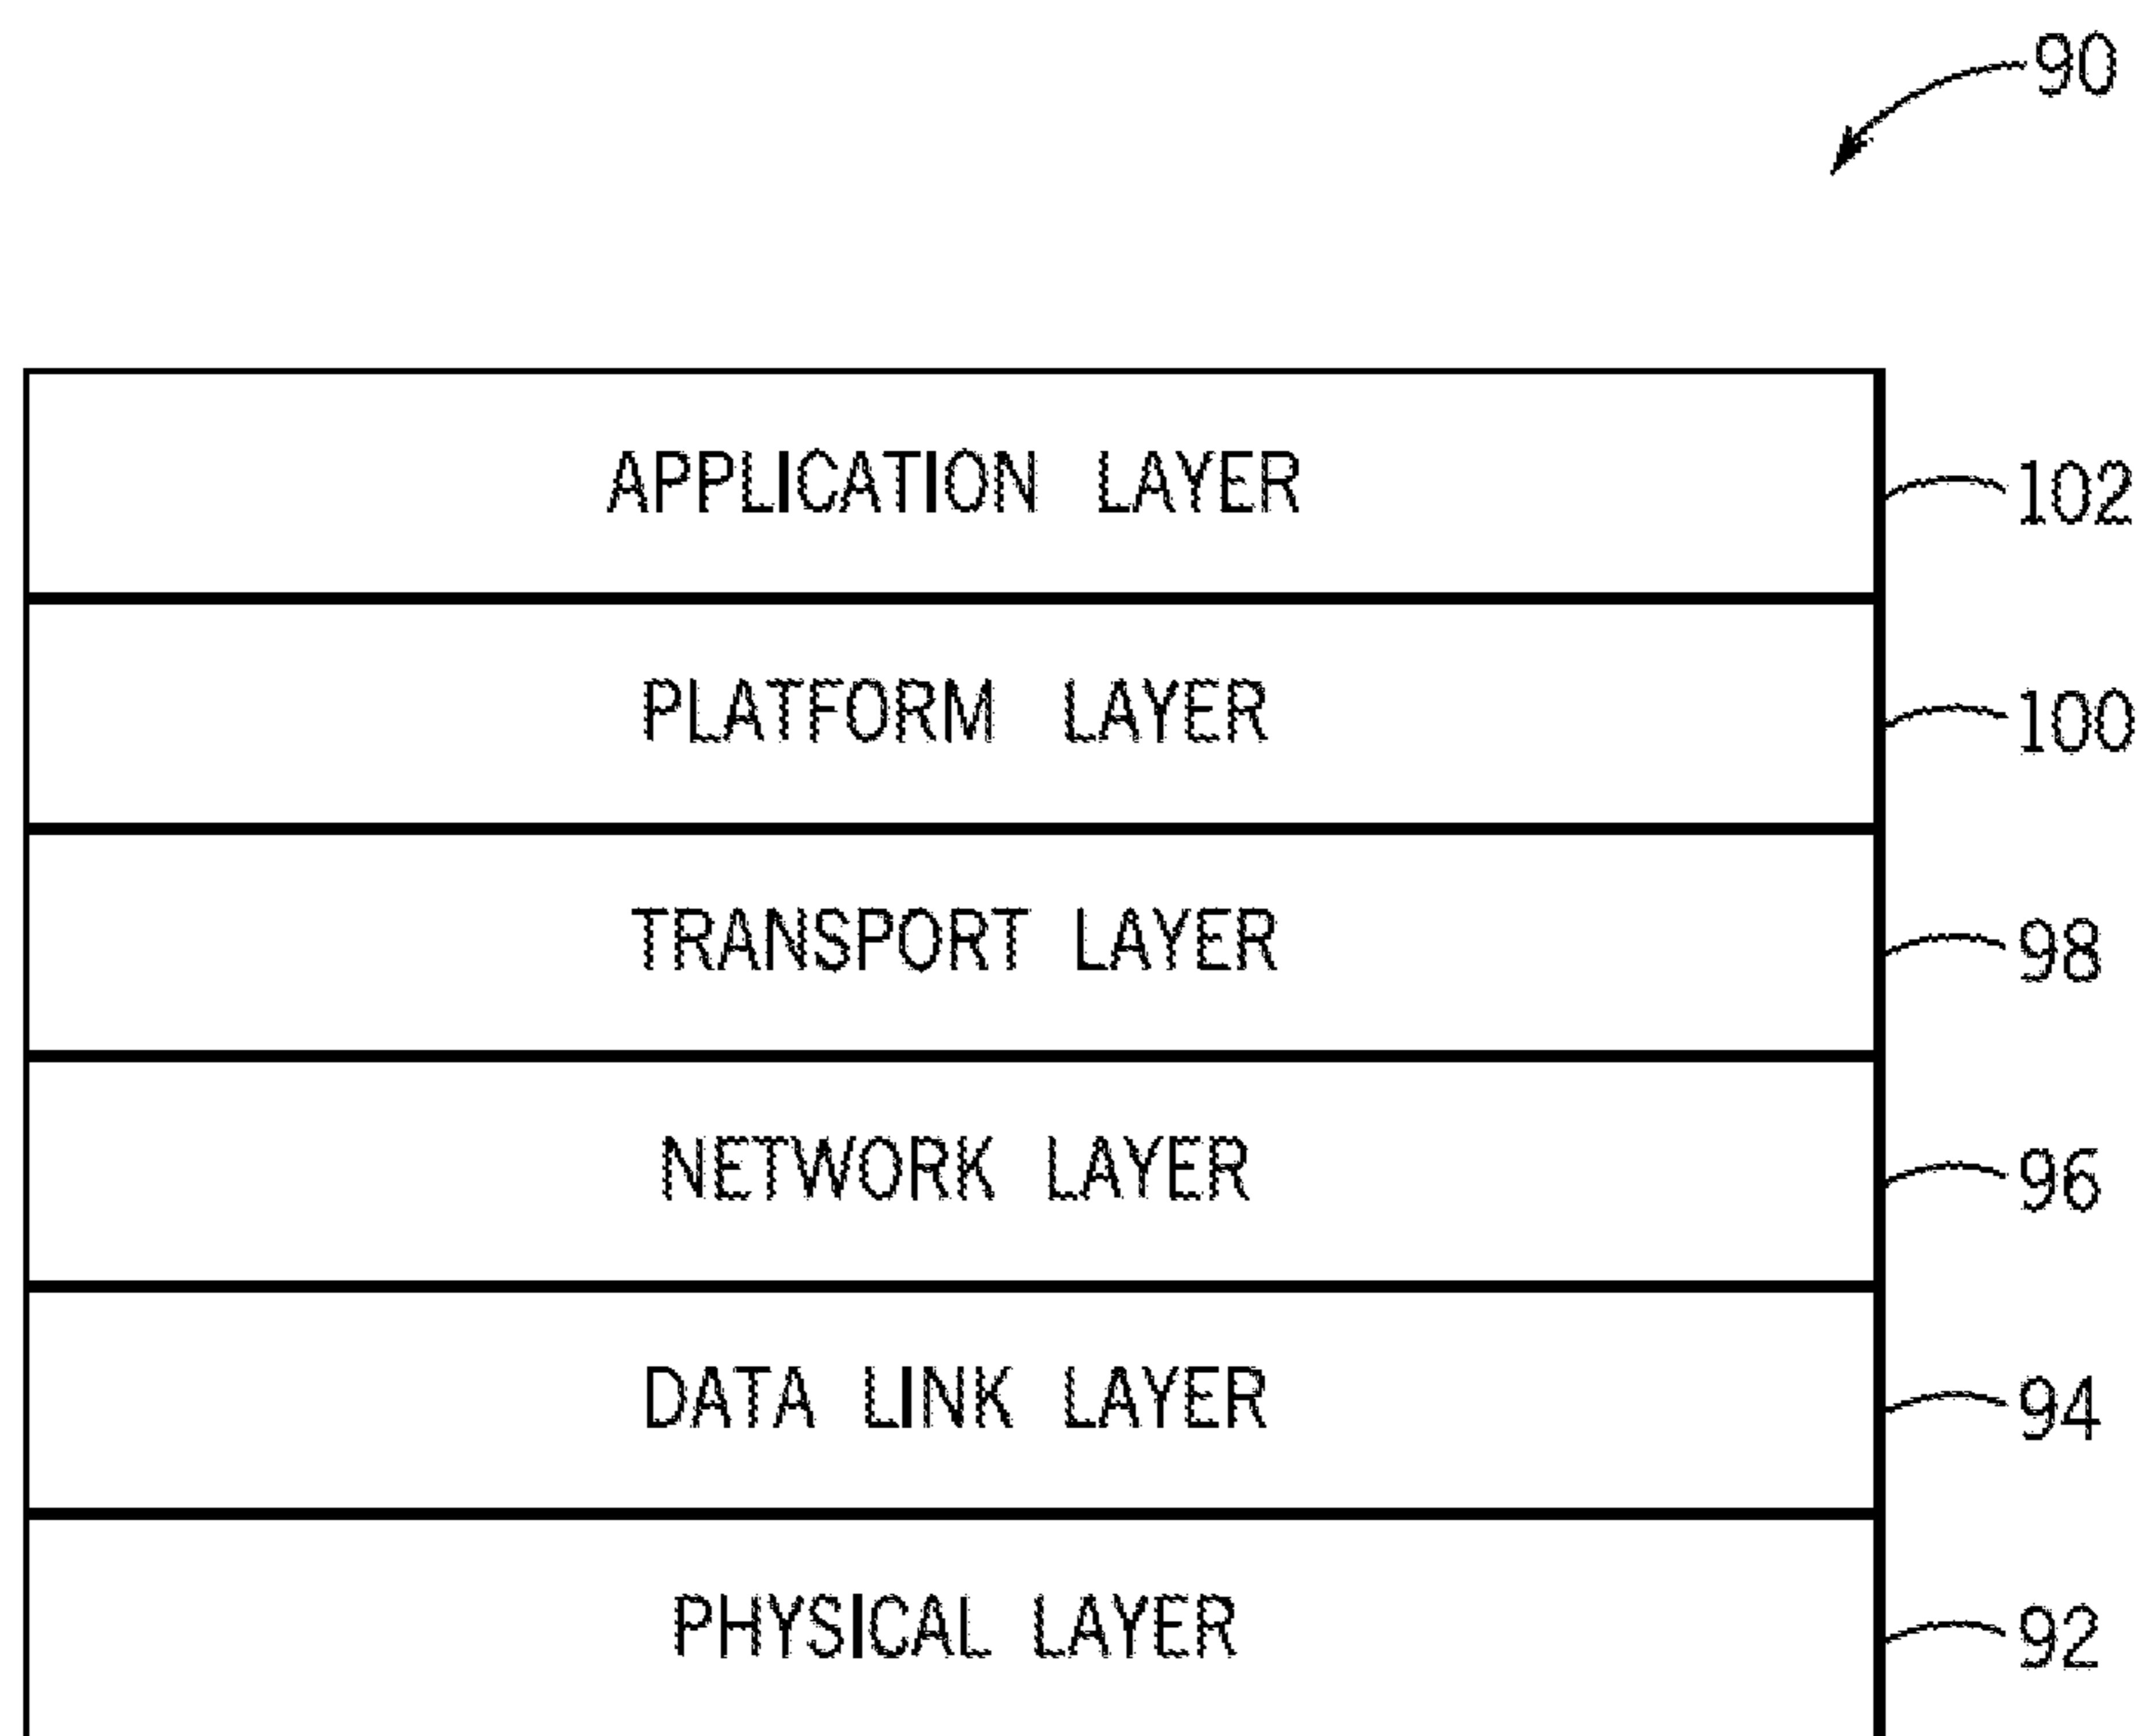 90
APPLICATION LAYER 102
PLATFORM LAYER 100
TRANSPORT LAYER 98
NETWORK LAYER 96
DATA LINK LAYER 94
PHYSICAL LAYER 92